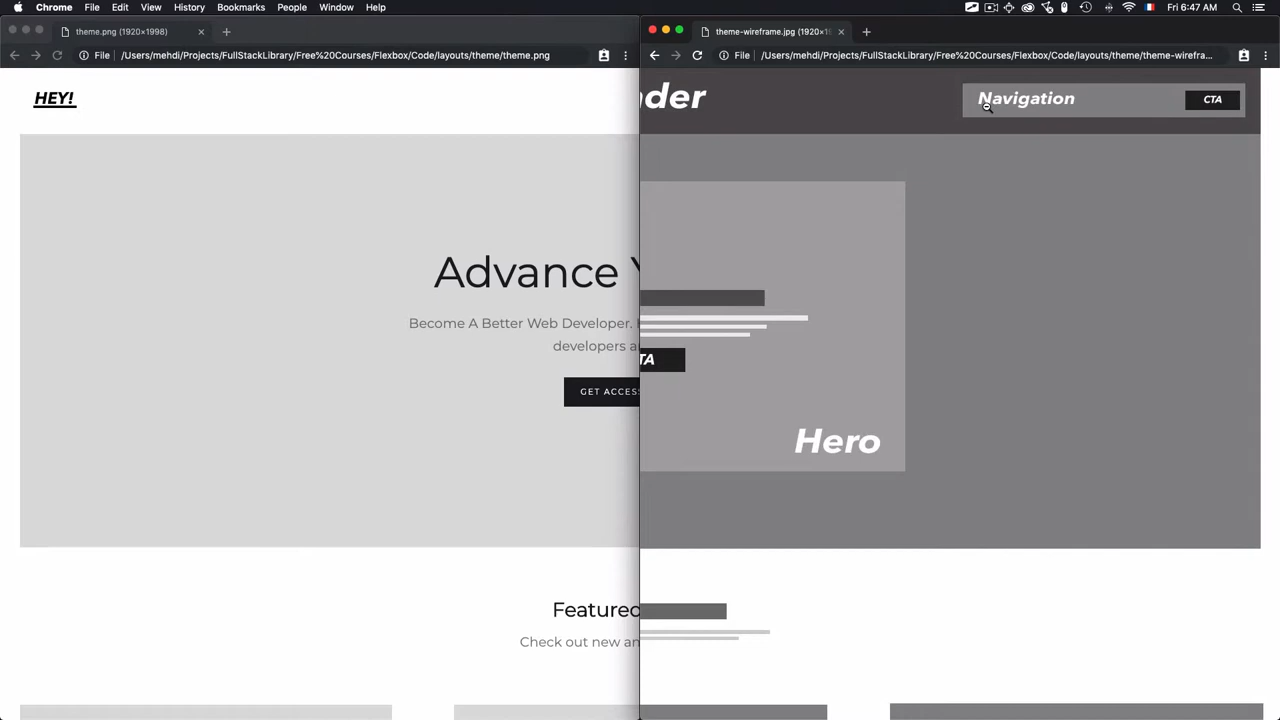 Chrome File Edit View History Bookmarks People Window Help Fri 6:47 AM
theme.png (1920×1998)
File /Users/mehdi/Projects/FullStackLibrary/Free%20Courses/Flexbox/Code/layouts/theme/theme.png
HEY!
Advance
Become A Better Web Developer.
developers
GET ACCESS
Featured
Check out new
theme-wireframe.jpg (1920×
File /Users/mehdi/Projects/FullStackLibrary/Free%20Courses/Flexbox/Code/layouts/theme/theme-wirefra...
ader
Navigation CTA
TA
Hero